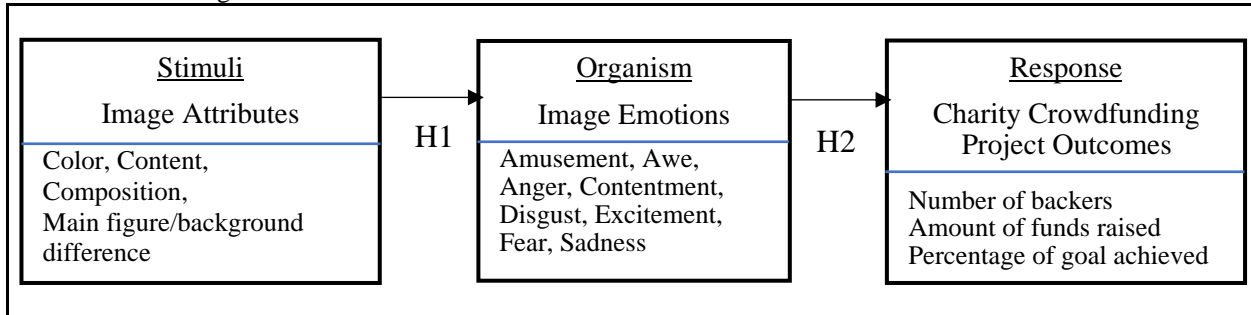 Stimuli
Image Attributes
Color, Content,
Composition,
Main figure/background
difference
H1
Organism
Image Emotions
Amusement, Awe,
Anger, Contentment,
Disgust, Excitement,
Fear, Sadness
H2
Response
Charity Crowdfunding
Project Outcomes
Number of backers
Amount of funds raised
Percentage of goal achieved